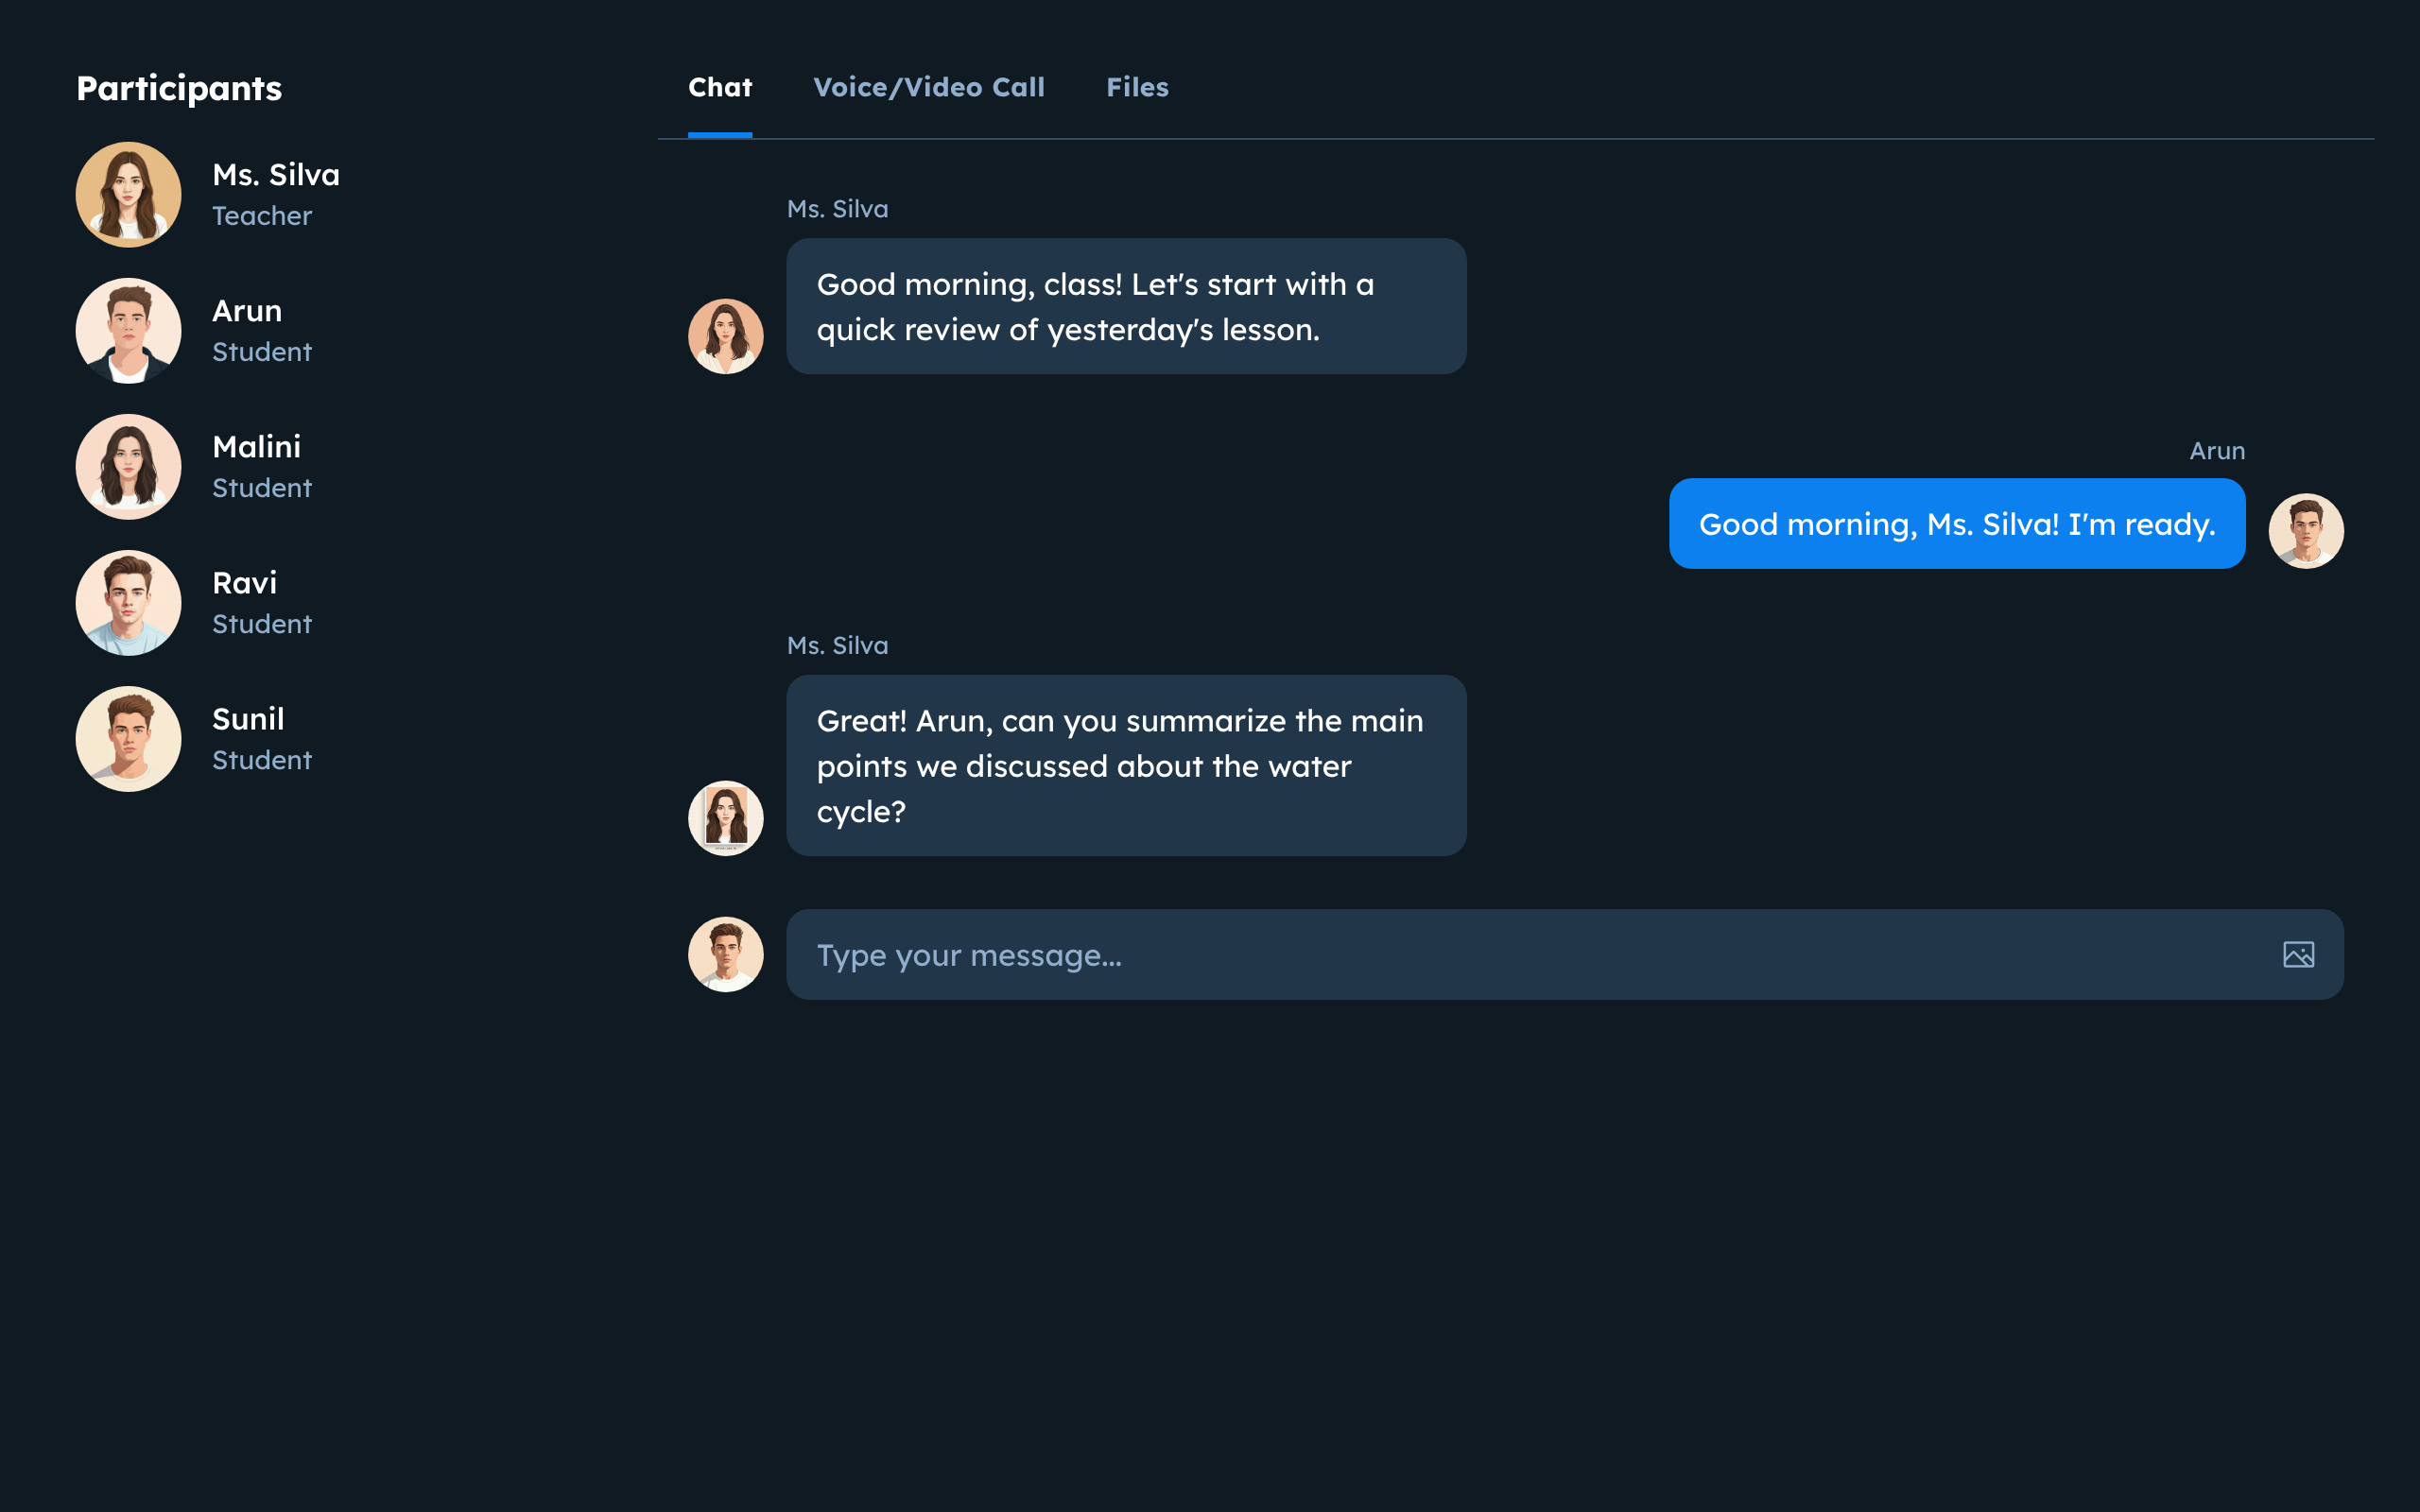 Participants
Ms. Silva
Teacher
Arun
Student
Malini
Student
Ravi
Student
Sunil
Student
Chat Voice/Video Call Files
Ms. Silva
Good morning, class! Let's start with a
quick review of yesterday's lesson.
Arun
Good morning, Ms. Silva! I'm ready.
Ms. Silva
Great! Arun, can you summarize the main
points we discussed about the water
cycle?
Type your message...